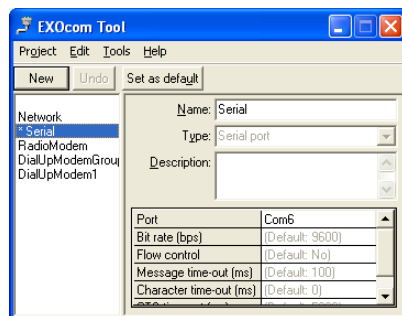 EXOcom Tool
Project Edit Tools Help
New Undo Set as default
Network
* Serial
RadioModem
DialUpModemGrou
DialUpModem1
Name: Serial
Type: Serial port
Description:
Port Com6
Bit rate (bps) (Default: 9600)
Flow control (Default: No)
Message time-out (ms) (Default: 100)
Character time-out (ms) (Default: 0)